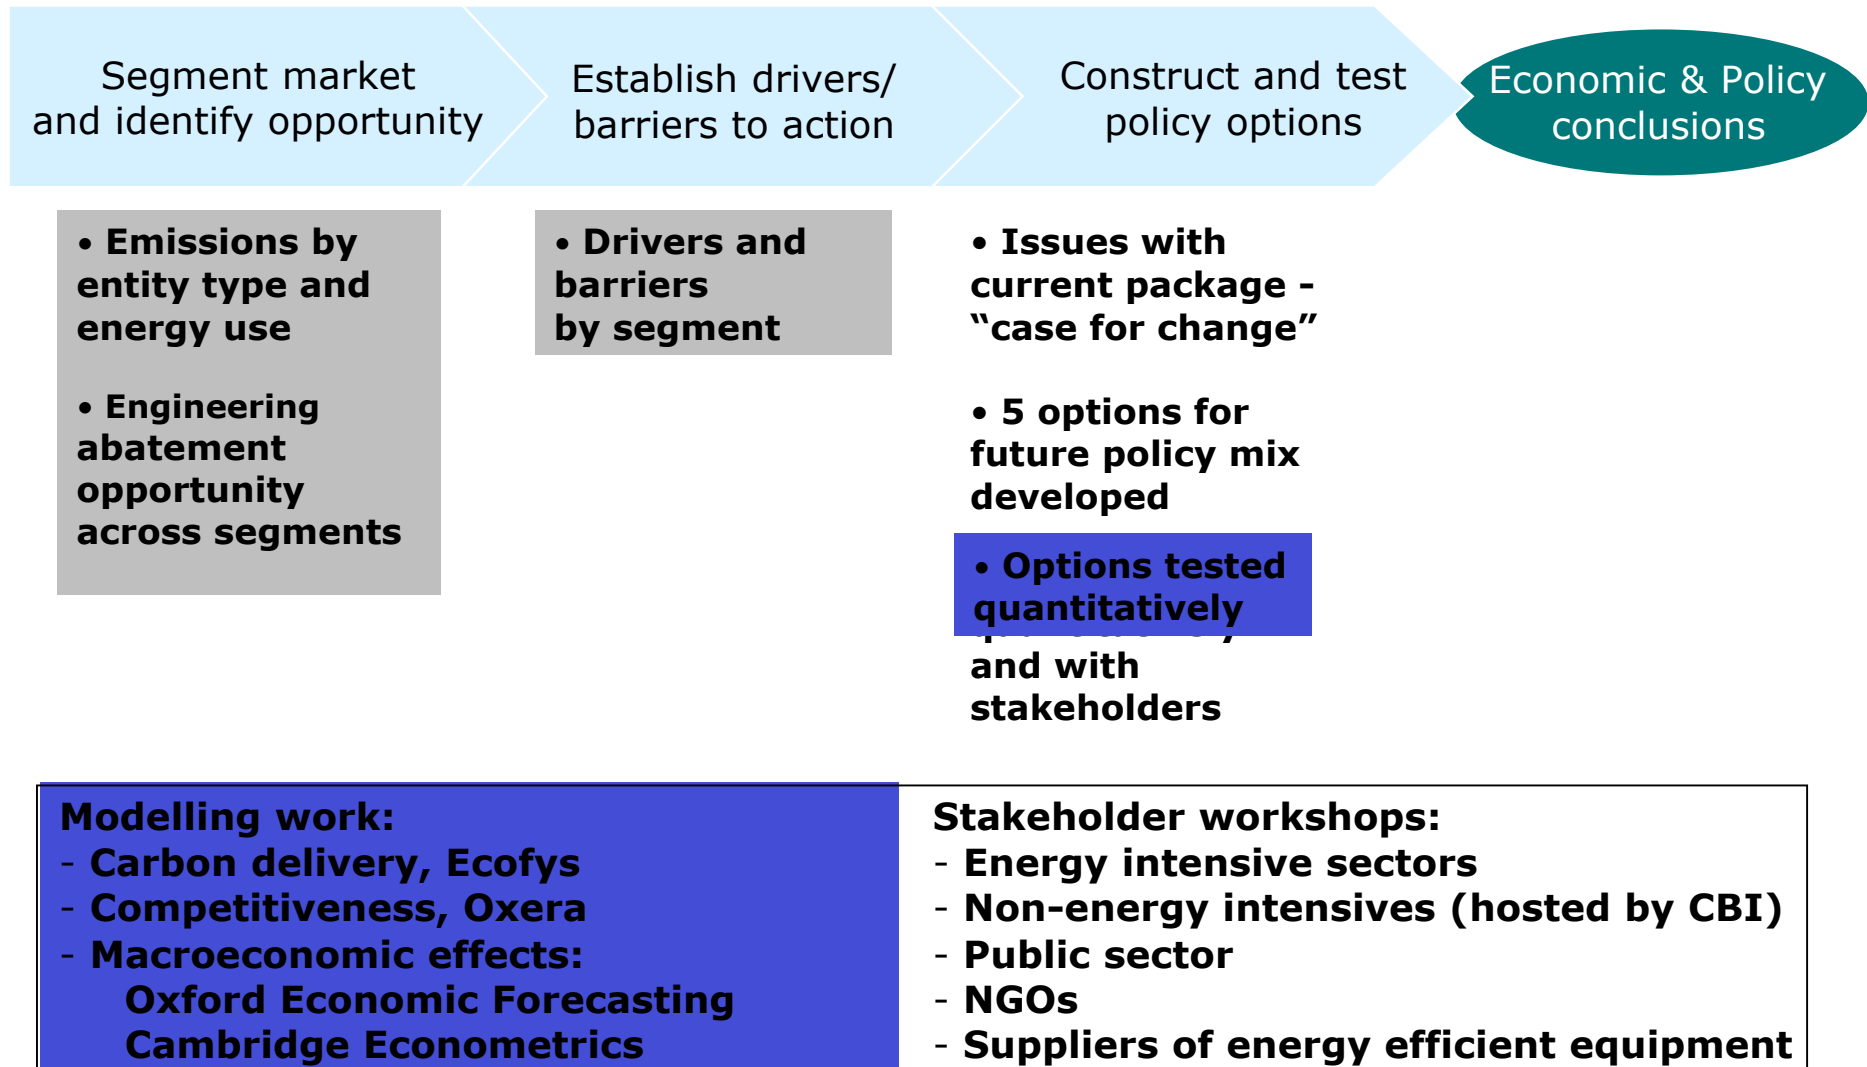 Segment market
and identify opportunity
Establish drivers/
barriers to action
Construct and test
policy options
Economic & Policy
conclusions
• Emissions by
entity type and
energy use
• Engineering
abatement
opportunity
across segments
• Drivers and
barriers
by segment
• Issues with
current package -
“case for change”
• 5 options for
future policy mix
developed
• Options tested
quantitatively
and with
stakeholders
Modelling work:
- Carbon delivery, Ecofys
- Competitiveness, Oxera
- Macroeconomic effects:
Oxford Economic Forecasting
Cambridge Econometrics
Stakeholder workshops:
- Energy intensive sectors
- Non-energy intensives (hosted by CBI)
- Public sector
- NGOs
- Suppliers of energy efficient equipment